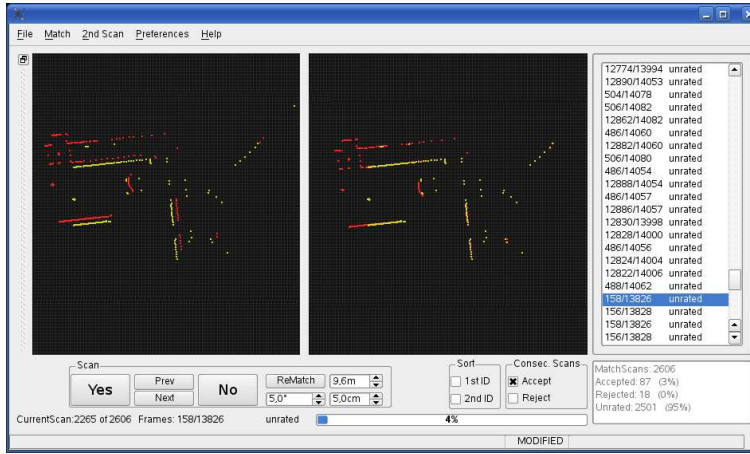 File Match 2nd Scan Preferences Help
12774/13994 unrated
12890/14053 unrated
504/14078 unrated
506/14082 unrated
12862/14082 unrated
486/14060 unrated
12882/14060 unrated
506/14080 unrated
486/14054 unrated
12888/14054 unrated
486/14057 unrated
12886/14057 unrated
12830/13998 unrated
12828/14000 unrated
486/14056 unrated
12824/14004 unrated
12822/14006 unrated
488/14062 unrated
158/13826 unrated
156/13828 unrated
158/13826 unrated
156/13828 unrated
Scan
Yes
Prev
Next
No
ReMatch 9,6m
5,0° 5,0cm
Sort
1st ID
2nd ID
Consec. Scans
Accept
Reject
MatchScans: 2606
Accepted: 87 (3%)
Rejected: 18 (0%)
Unrated: 2501 (95%)
CurrentScan:2265 of 2606 Frames: 158/13826 unrated 4%
MODIFIED